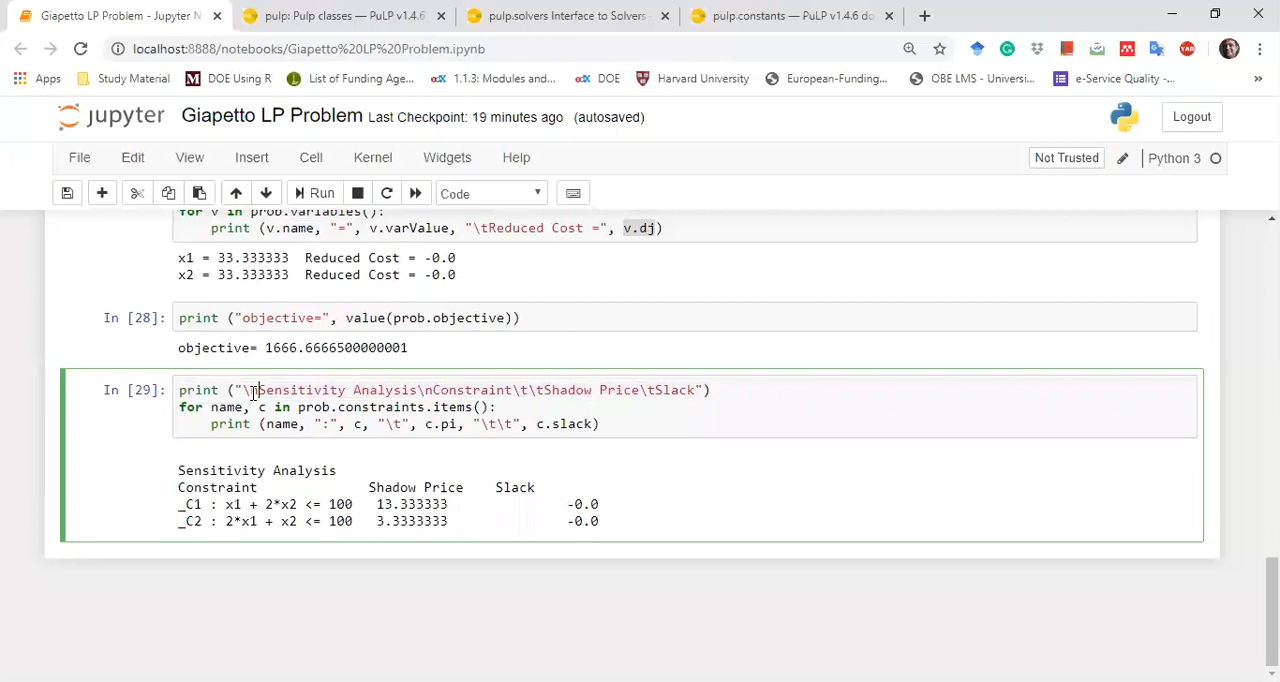 Giapetto LP Problem - Jupyter N
pulp: Pulp classes — PuLP v1.4.6
pulp.solvers Interface to Solvers
pulp.constants — PuLP v1.4.6 do
localhost:8888/notebooks/Giapetto%20LP%20Problem.ipynb
Apps Study Material DOE Using R List of Funding Age... 1.1.3: Modules and... DOE Harvard University European-Funding... OBE LMS - Universi... e-Service Quality -... »
jupyter Giapetto LP Problem Last Checkpoint: 19 minutes ago (autosaved) Logout
File Edit View Insert Cell Kernel Widgets Help Not Trusted Python 3
Run Code
for v in prob.variables():
print (v.name, "=", v.varValue, "\tReduced Cost =", v.dj)
x1 = 33.333333 Reduced Cost = -0.0
x2 = 33.333333 Reduced Cost = -0.0
In [28]: print ("objective=", value(prob.objective))
objective= 1666.6666500000001
In [29]: print ("\nSensitivity Analysis\nConstraint\t\tShadow Price\tSlack")
for name, c in prob.constraints.items():
print (name, ":", c, "\t", c.pi, "\t\t", c.slack)
Sensitivity Analysis
Constraint Shadow Price Slack
_C1 : x1 + 2*x2 <= 100 13.333333 -0.0
_C2 : 2*x1 + x2 <= 100 3.3333333 -0.0